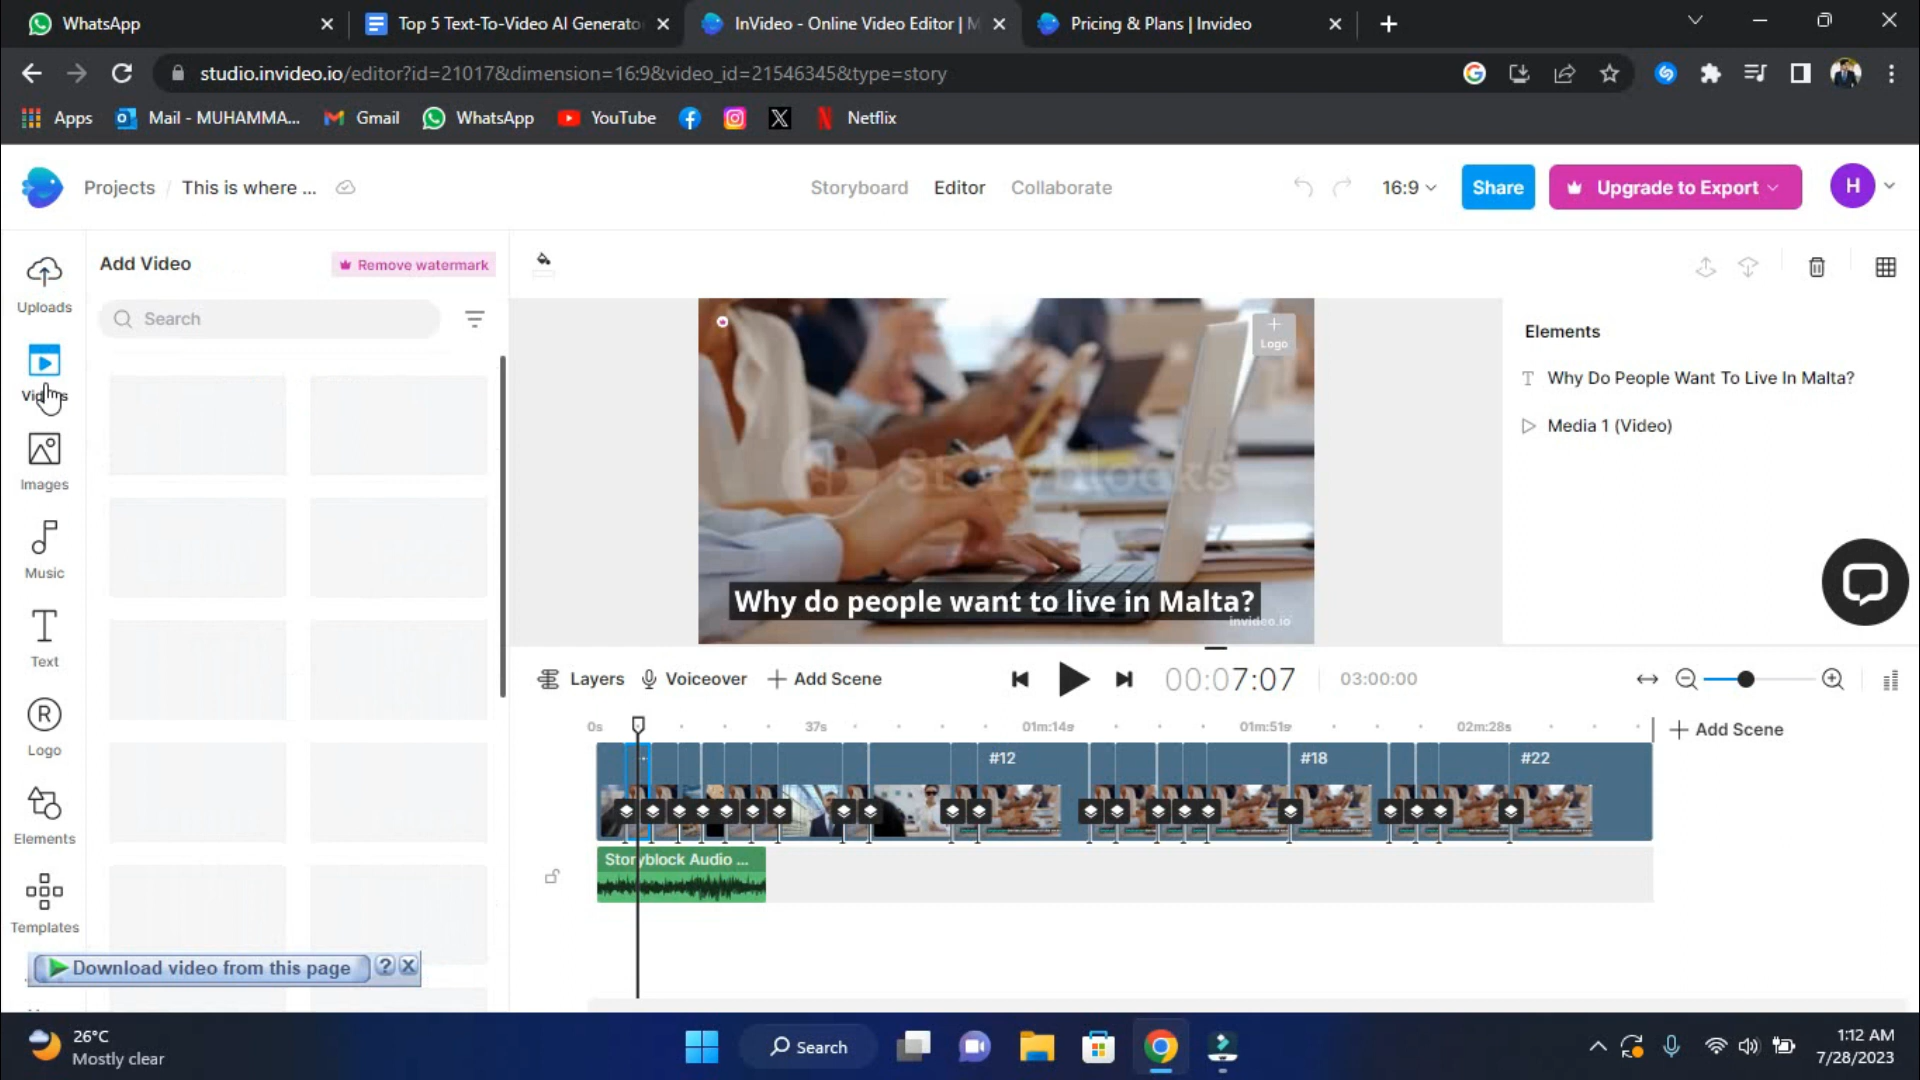 WhatsApp
Top 5 Text-To-Video AI Generato
InVideo - Online Video Editor | M
Pricing & Plans | Invideo
studio.invideo.io/editor?id=21017&dimension=16:9&video_id=21546345&type=story
Apps
Mail - MUHAMMA...
Gmail
WhatsApp
YouTube
Netflix
Projects / This is where ...
Storyboard
Editor
Collaborate
16:9
Share
Upgrade to Export
H
Uploads
Add Video
Remove watermark
Search
Videos
Images
Music
Text
Logo
Elements
Templates
Logo
Storyblocks
Why do people want to live in Malta?
invideo.io
Elements
Why Do People Want To Live In Malta?
Media 1 (Video)
Layers
Voiceover
Add Scene
00:07:07
03:00:00
0s
37s
01m:14s
01m:51s
02m:28s
Add Scene
#12
#18
#22
Storyblock Audio ...
Download video from this page
?
26°C
Mostly clear
Search
1:12 AM
7/28/2023